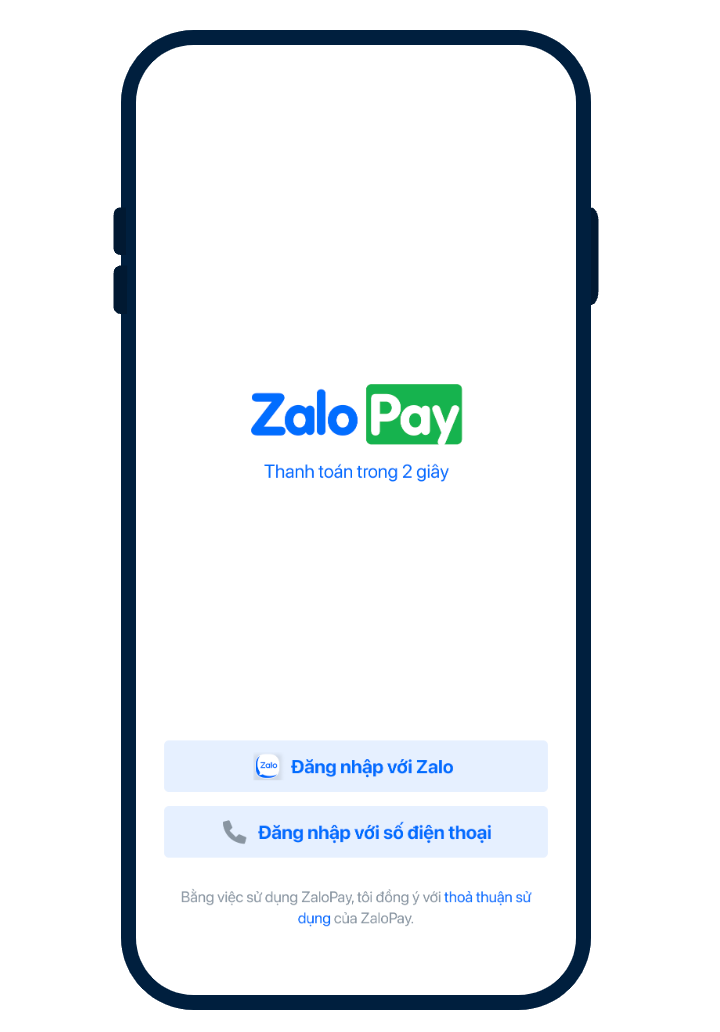 Zalo Pay
Thanh toán trong 2 giây
Zalo Đăng nhập với Zalo
Đăng nhập với số điện thoại
Bằng việc sử dụng ZaloPay, tôi đồng ý với thoả thuận sử
dụng của ZaloPay.